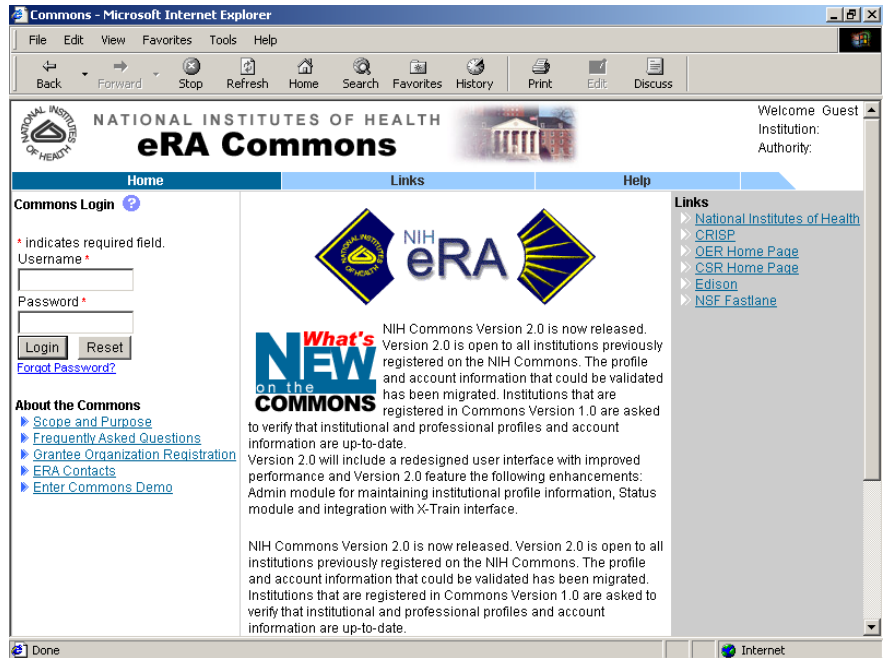 Commons - Microsoft Internet Explorer
File Edit View Favorites Tools Help
Back Forward Stop Refresh Home Search Favorites History Print Edit Discuss
NATIONAL INSTITUTES OF HEALTH
NATIONAL INSTITUTES OF HEALTH
eRA Commons
Welcome Guest
Institution:
Authority:
Home Links Help
Commons Login ?
* indicates required field.
Username *
Password *
Login Reset
Forgot Password?
About the Commons
Scope and Purpose
Frequently Asked Questions
Grantee Organization Registration
ERA Contacts
Enter Commons Demo
NATIONAL INSTITUTES OF HEALTH
NIH
eRA
What's
NEW
on the
COMMONS
NIH Commons Version 2.0 is now released.
Version 2.0 is open to all institutions previously
registered on the NIH Commons. The profile
and account information that could be validated
has been migrated. Institutions that are
registered in Commons Version 1.0 are asked
to verify that institutional and professional profiles and account
information are up-to-date.
Version 2.0 will include a redesigned user interface with improved
performance and Version 2.0 feature the following enhancements:
Admin module for maintaining institutional profile information, Status
module and integration with X-Train interface.
NIH Commons Version 2.0 is now released. Version 2.0 is open to all
institutions previously registered on the NIH Commons. The profile
and account information that could be validated has been migrated.
Institutions that are registered in Commons Version 1.0 are asked to
verify that institutional and professional profiles and account
information are up-to-date.
Links
National Institutes of Health
CRISP
OER Home Page
CSR Home Page
Edison
NSF Fastlane
Done
Internet